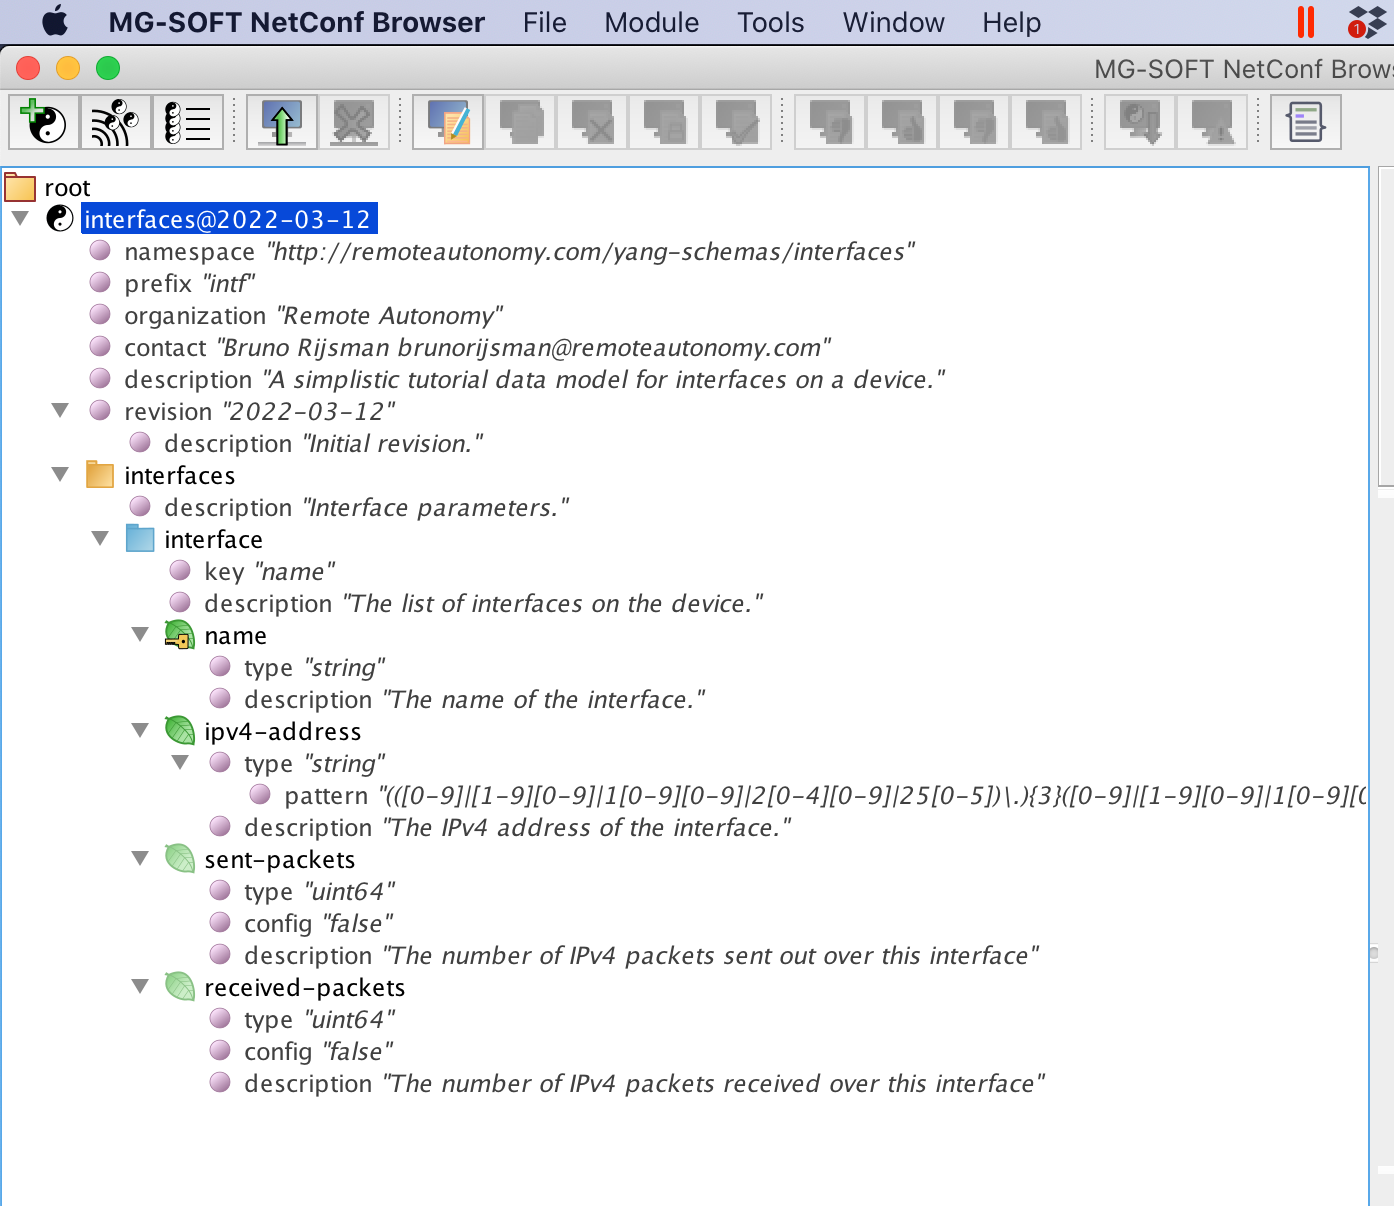 MG-SOFT NetConf Browser File Module Tools Window Help
1
MG-SOFT NetConf
root
interfaces@2022-03-12
namespace "http://remoteautonomy.com/yang-schemas/interfaces"
prefix "intf"
organization "Remote Autonomy"
contact "Bruno Rijsman brunorijsman@remoteautonomy.com"
description "A simplistic tutorial data model for interfaces on a device."
revision "2022-03-12"
description "Initial revision."
interfaces
description "Interface parameters."
interface
key "name"
description "The list of interfaces on the device."
name
type "string"
description "The name of the interface."
ipv4-address
type "string"
pattern "(([0-9]|[1-9][0-9]|1[0-9][0-9]|2[0-4][0-9]|25[0-5])\.){3}([0-9]|[1-9][0-9]|1[0-9][
description "The IPv4 address of the interface."
sent-packets
type "uint64"
config "false"
description "The number of IPv4 packets sent out over this interface"
received-packets
type "uint64"
config "false"
description "The number of IPv4 packets received over this interface"